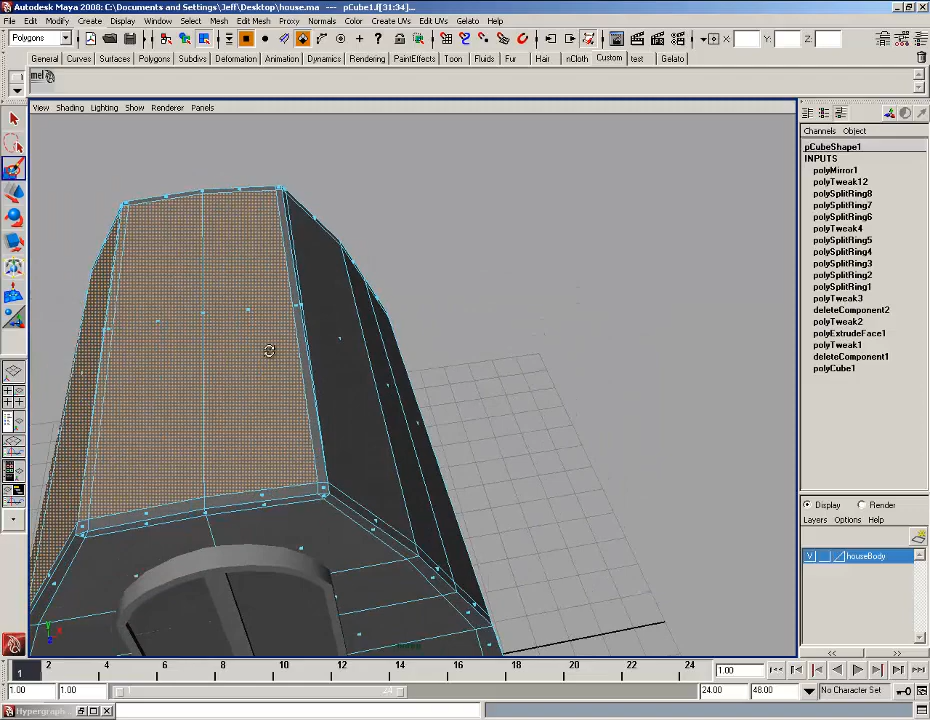 Autodesk Maya 2008: C:\Documents and Settings\Jeff\Desktop\house.ma --- pCube1.f[31:34]...
File Edit Modify Create Display Window Select Mesh Edit Mesh Proxy Normals Color Create UVs Edit UVs Gelato Help
Polygons X: Y: Z:
General Curves Surfaces Polygons Subdivs Deformation Animation Dynamics Rendering PaintEffects Toon Fluids Fur Hair nCloth Custom test Gelato
mel
View Shading Lighting Show Renderer Panels
Channels Object
pCubeShape1
INPUTS
polyMirror1
polyTweak12
polySplitRing8
polySplitRing7
polySplitRing6
polyTweak4
polySplitRing5
polySplitRing4
polySplitRing3
polySplitRing2
polySplitRing1
polyTweak3
deleteComponent2
polyTweak2
polyExtrudeFace1
polyTweak1
deleteComponent1
polyCube1
Display Render
Layers Options Help
V houseBody
<< >>
1 2 4 6 8 10 12 14 16 18 20 22 24 1.00
1.00 1.00 1 24 24.00 48.00 No Character Set
Hypergraph